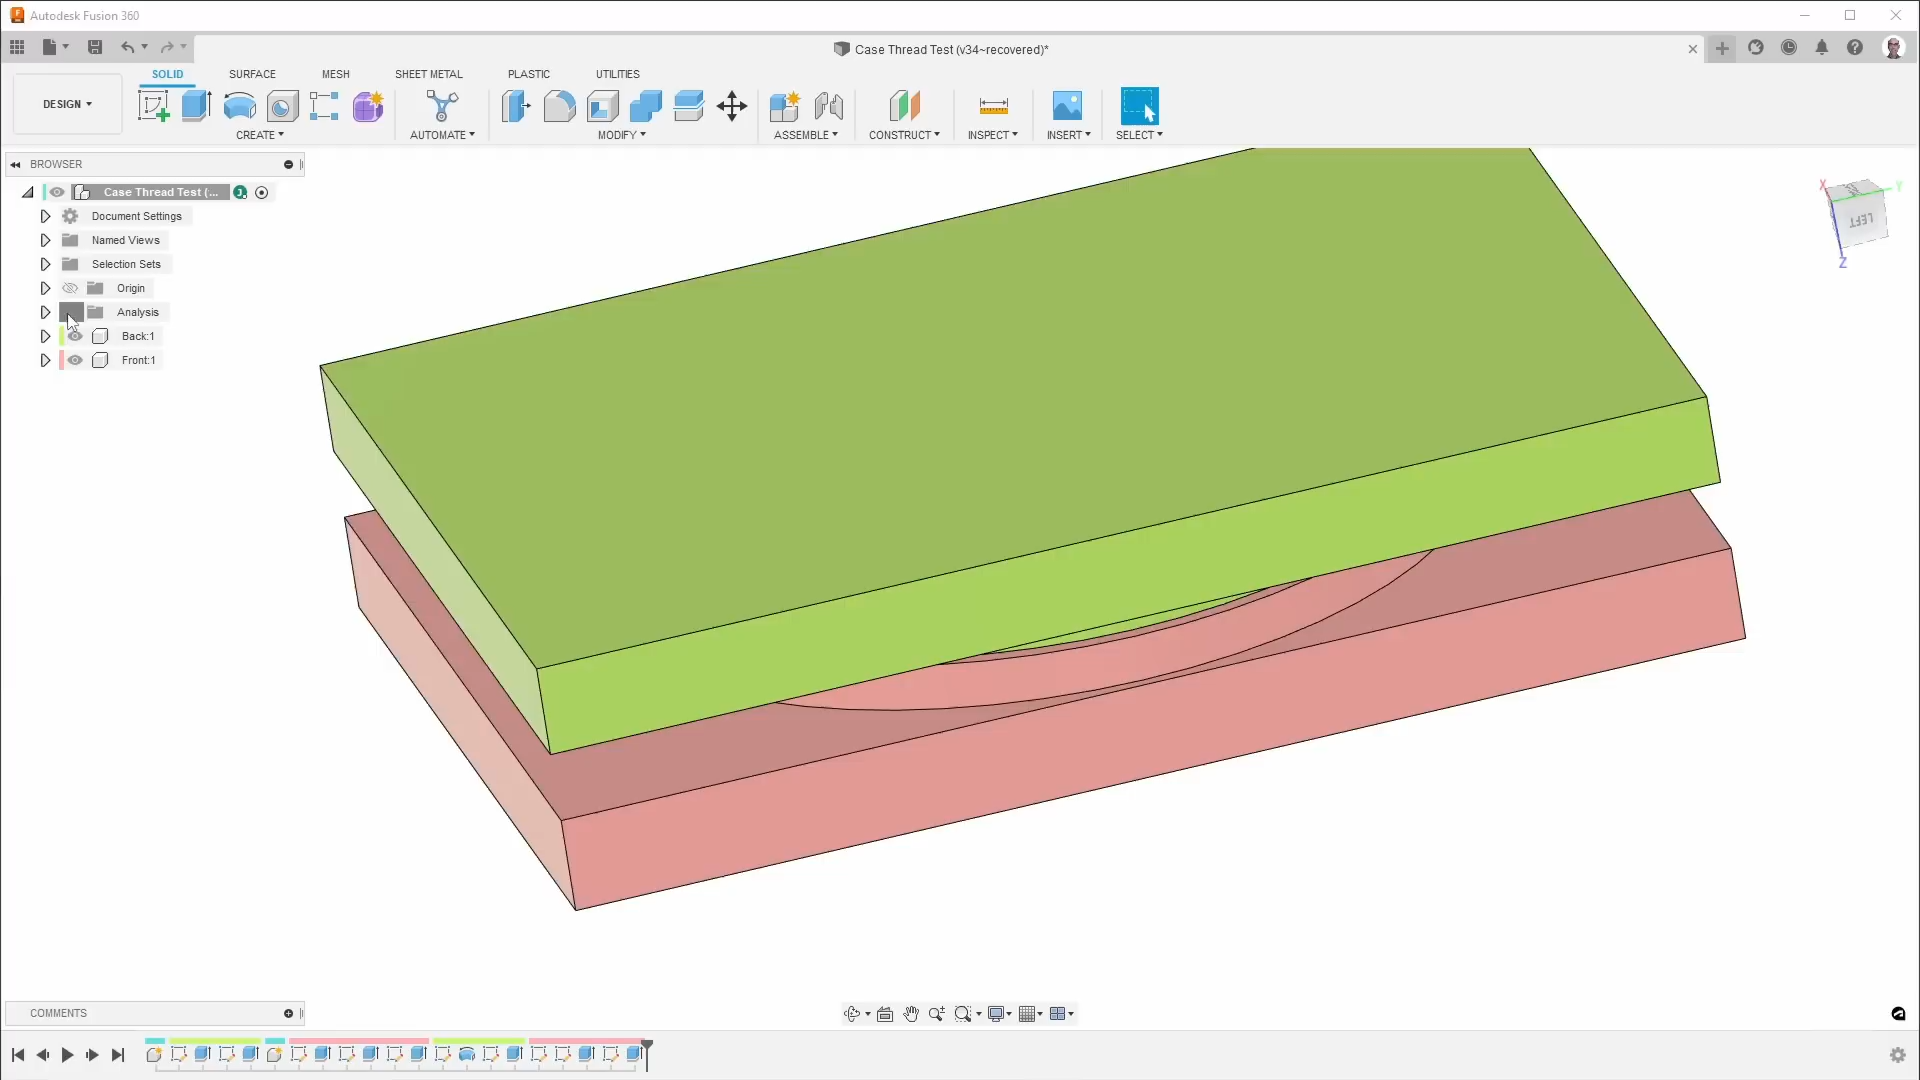 Autodesk Fusion 360
Case Thread Test (v34~recovered)*
SOLID SURFACE MESH SHEET METAL PLASTIC UTILITIES
DESIGN
CREATE AUTOMATE MODIFY ASSEMBLE CONSTRUCT INSPECT INSERT SELECT
BROWSER
Case Thread Test (...
Document Settings
Named Views
Selection Sets
Origin
Analysis
Back:1
Front:1
X
Y
LEFT
Z
COMMENTS